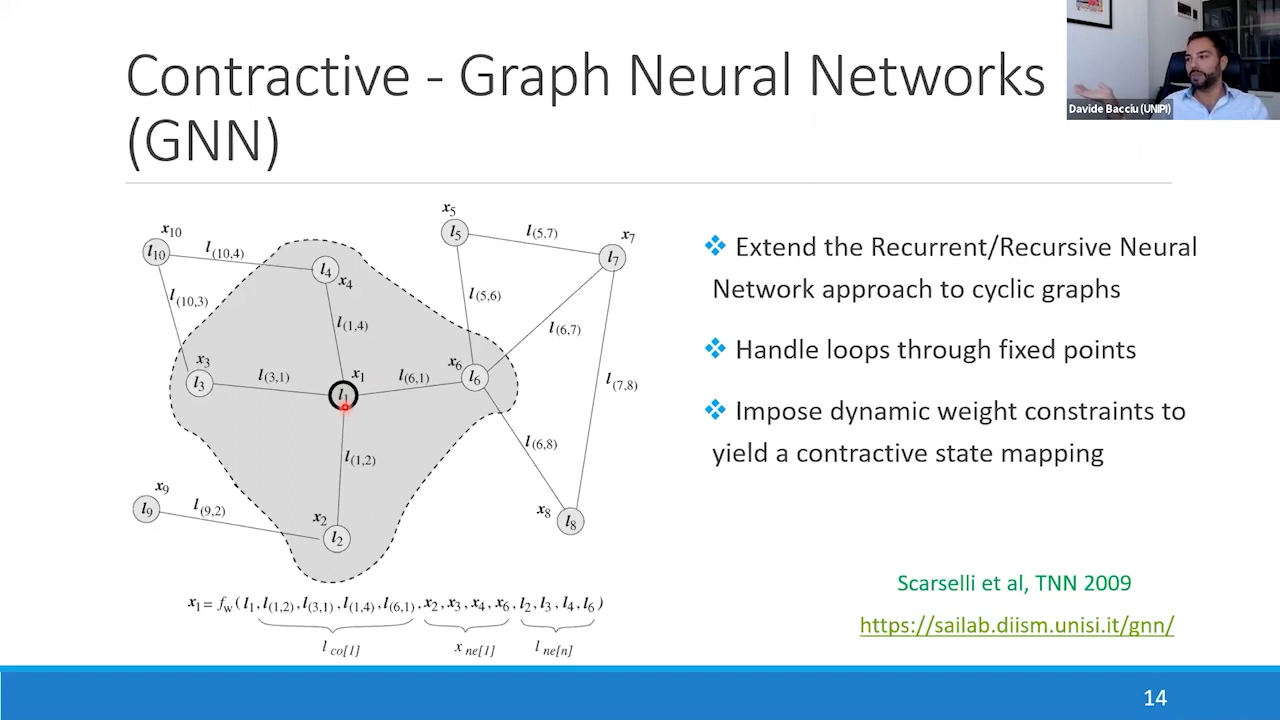 Contractive - Graph Neural Networks
(GNN)
Davide Bacciu (UNIPI)
x5
x10
l5
l(5,7)
x7
l10
l(10,4)
l4
x4
l7
l(10,3)
l(5,6)
l(1,4)
l(6,7)
x3
x1
x6
l3
l(3,1)
l(6,1)
l6
l(7,8)
l1
l(6,8)
l(1,2)
x9
l9
l(9,2)
x2
x8
l8
l2
x1 = fw ( l1 , l(1,2) , l(3,1) , l(1,4) , l(6,1) , x2 , x3 , x4 , x6 , l2 , l3 , l4 , l6 )
l co[1]
x ne[1]
l ne[n]
❖ Extend the Recurrent/Recursive Neural
Network approach to cyclic graphs
❖ Handle loops through fixed points
❖ Impose dynamic weight constraints to
yield a contractive state mapping
Scarselli et al, TNN 2009
https://sailab.diism.unisi.it/gnn/
14